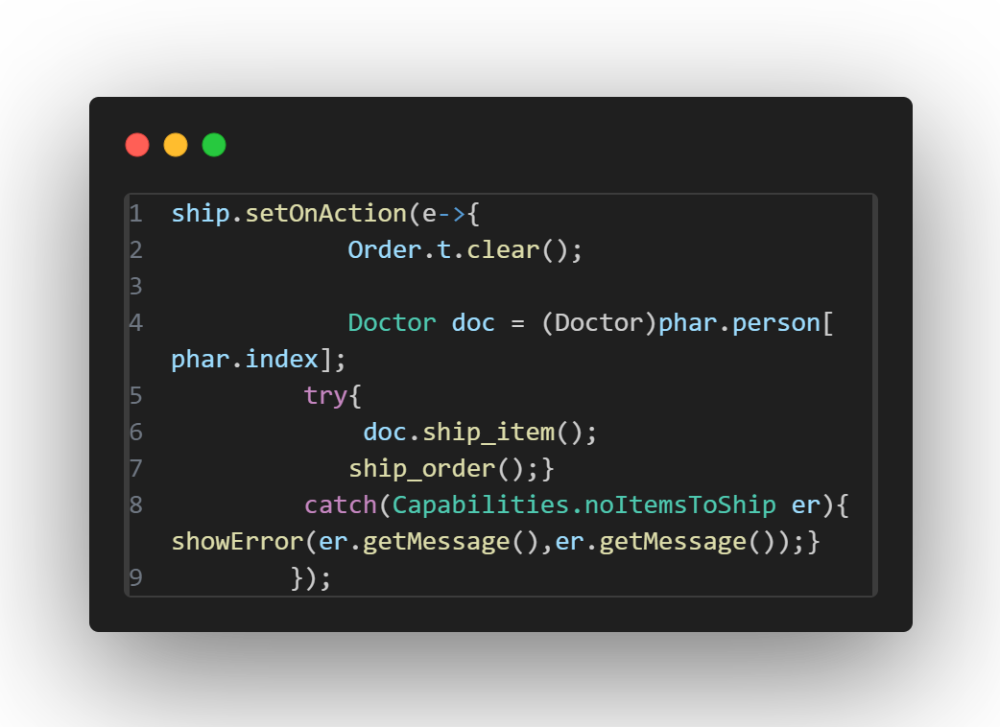 1 ship.setOnAction(e->{
2 Order.t.clear();
3
4 Doctor doc = (Doctor)phar.person[
phar.index];
5 try{
6 doc.ship_item();
7 ship_order();}
8 catch(Capabilities.noItemsToShip er){
showError(er.getMessage(),er.getMessage());}
9 });